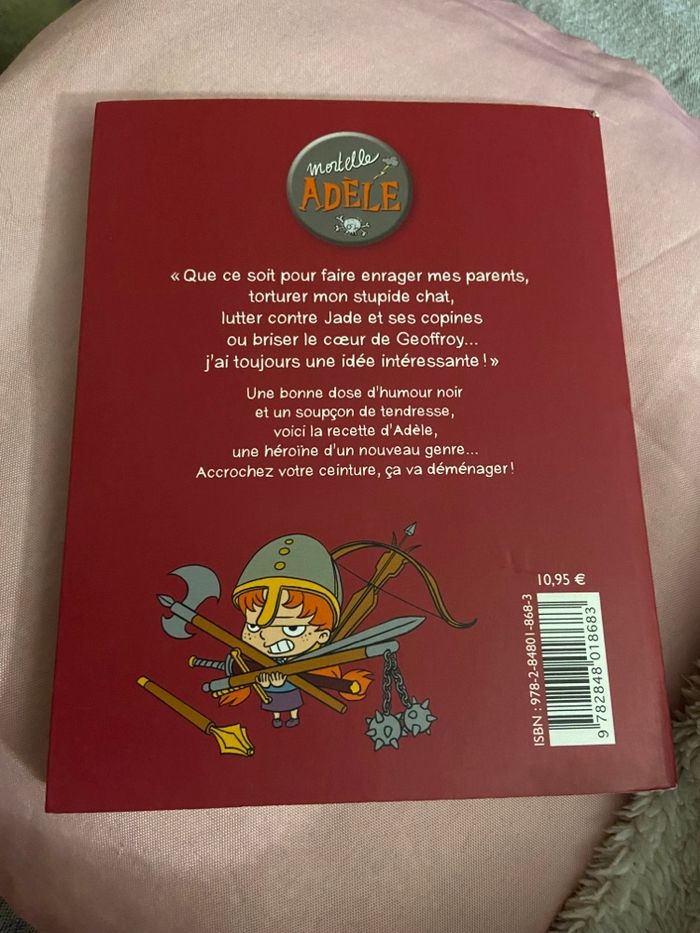 mortelle
ADÈLE
« Que ce soit pour faire enrager mes parents,
torturer mon stupide chat,
lutter contre Jade et ses copines
ou briser le cœur de Geoffroy...
j'ai toujours une idée intéressante ! »
Une bonne dose d'humour noir
et un soupçon de tendresse,
voici la recette d'Adèle,
une héroïne d'un nouveau genre...
Accrochez votre ceinture, ça va déménager !
10,95 €
ISBN : 978-2-84801-868-3
9 782848 018683